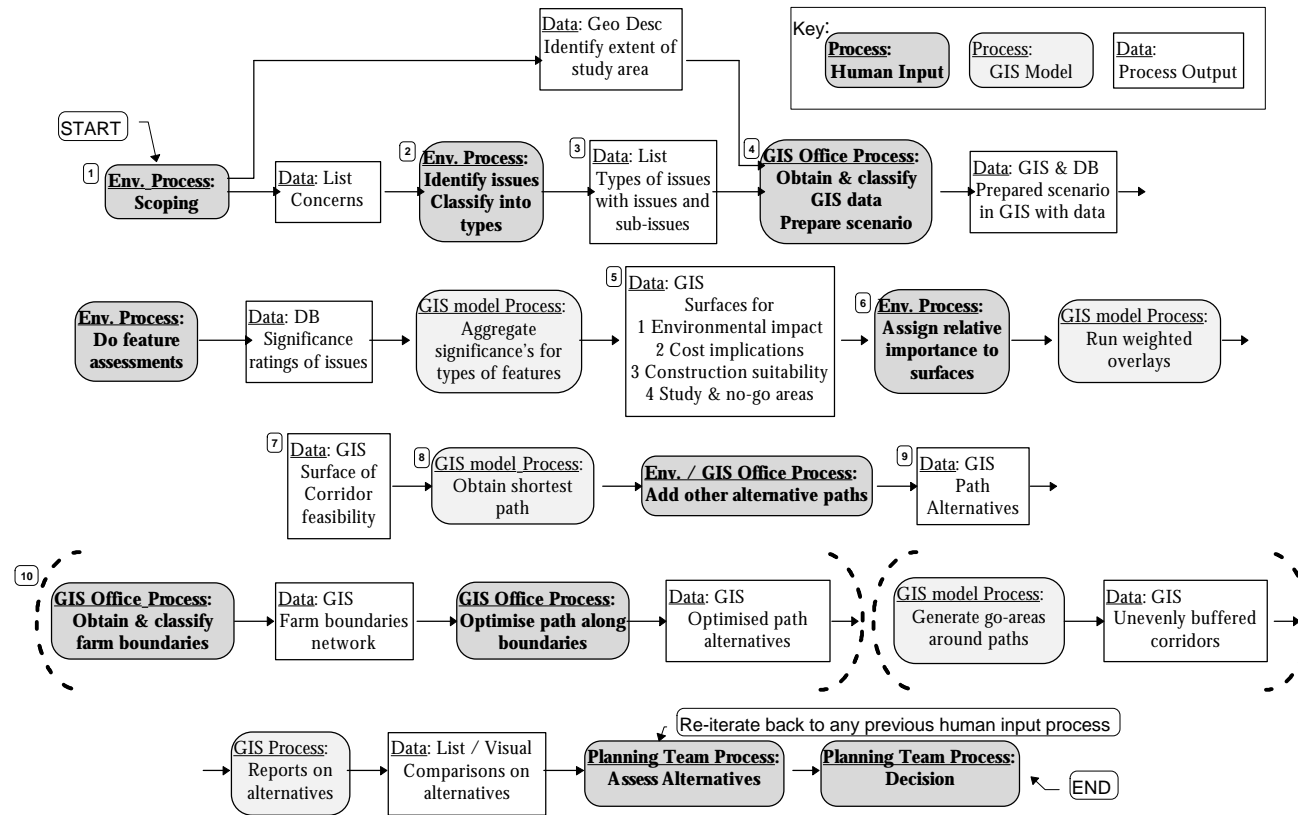 Data: Geo Desc
Identify extent of
study area
Key:
Process:
Human Input
Process:
GIS Model
Data:
Process Output
START
1
Env. Process:
Scoping
Data: List
Concerns
2
Env. Process:
Identify issues
Classify into
types
3
Data: List
Types of issues
with issues and
sub-issues
4
GIS Office Process:
Obtain & classify
GIS data
Prepare scenario
Data: GIS & DB
Prepared scenario
in GIS with data
Env. Process:
Do feature
assessments
Data: DB
Significance
ratings of issues
GIS model Process:
Aggregate
significance's for
types of features
5
Data: GIS
Surfaces for
1 Environmental impact
2 Cost implications
3 Construction suitability
4 Study & no-go areas
6
Env. Process:
Assign relative
importance to
surfaces
GIS model Process:
Run weighted
overlays
7
Data: GIS
Surface of
Corridor
feasibility
8
GIS model Process:
Obtain shortest
path
Env. / GIS Office Process:
Add other alternative paths
9
Data: GIS
Path
Alternatives
10
GIS Office Process:
Obtain & classify
farm boundaries
Data: GIS
Farm boundaries
network
GIS Office Process:
Optimise path along
boundaries
Data: GIS
Optimised path
alternatives
GIS model Process:
Generate go-areas
around paths
Data: GIS
Unevenly buffered
corridors
Re-iterate back to any previous human input process
GIS Process:
Reports on
alternatives
Data: List / Visual
Comparisons on
alternatives
Planning Team Process:
Assess Alternatives
Planning Team Process:
Decision
END